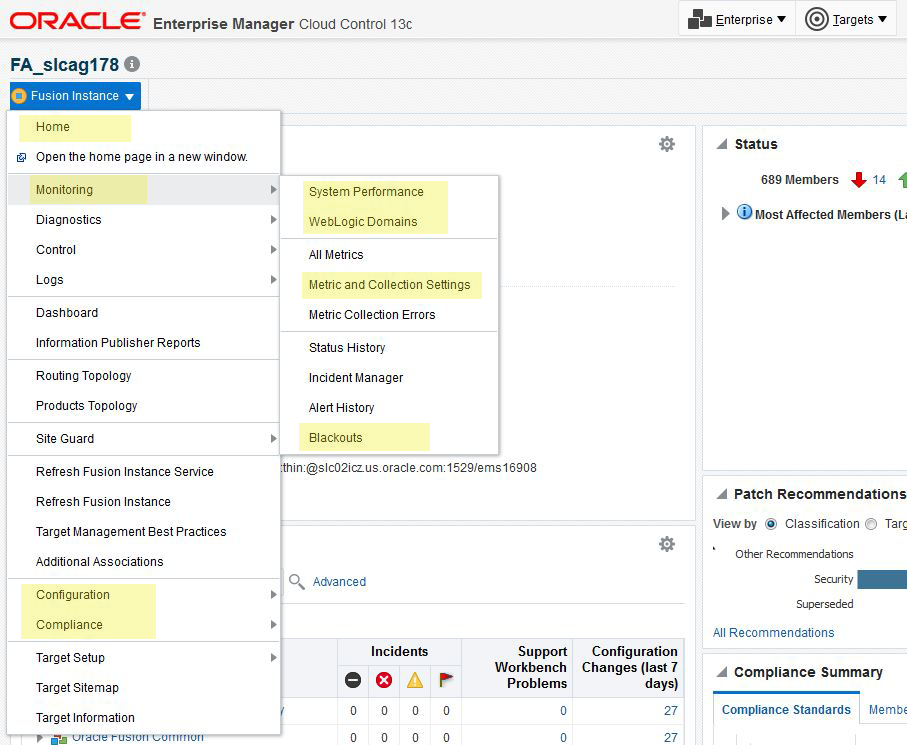 ORACLE Enterprise Manager Cloud Control 13c
Enterprise
Targets
FA_slcag178
Fusion Instance
Home
Open the home page in a new window.
Monitoring
Diagnostics
Control
Logs
Dashboard
Information Publisher Reports
Routing Topology
Products Topology
Site Guard
Refresh Fusion Instance Service
Refresh Fusion Instance
Target Management Best Practices
Additional Associations
Configuration
Compliance
Target Setup
Target Sitemap
Target Information
System Performance
WebLogic Domains
All Metrics
Metric and Collection Settings
Metric Collection Errors
Status History
Incident Manager
Alert History
Blackouts
:thin:@slc02icz.us.oracle.com:1529/ems16908
Advanced
Incidents
Support Workbench Problems
Configuration Changes (last 7 days)
0 0 0 0 0 27
Oracle Fusion Common 0 0 0 0 0 27
Status
689 Members 14
Most Affected Members (La
Patch Recommendations
View by Classification Targ
Other Recommendations
Security
Superseded
All Recommendations
Compliance Summary
Compliance Standards
Membe